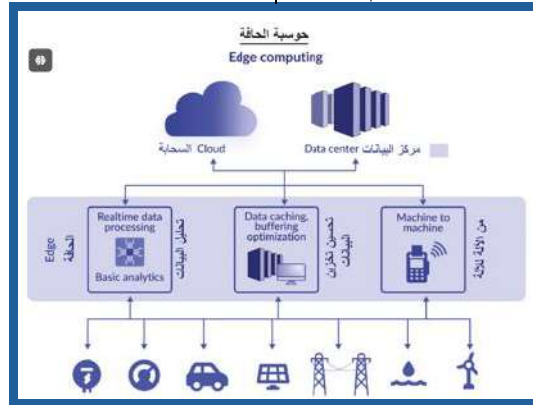 حوسبة الحافة
Edge computing
السحابة Cloud
Data center مركز البيانات
Edge
الحافة
Realtime data
processing
Basic analytics
تحليل البيانات
Data caching,
buffering
optimization
تحسين تخزين
البيانات
Machine to
machine
من الآلة للآلة